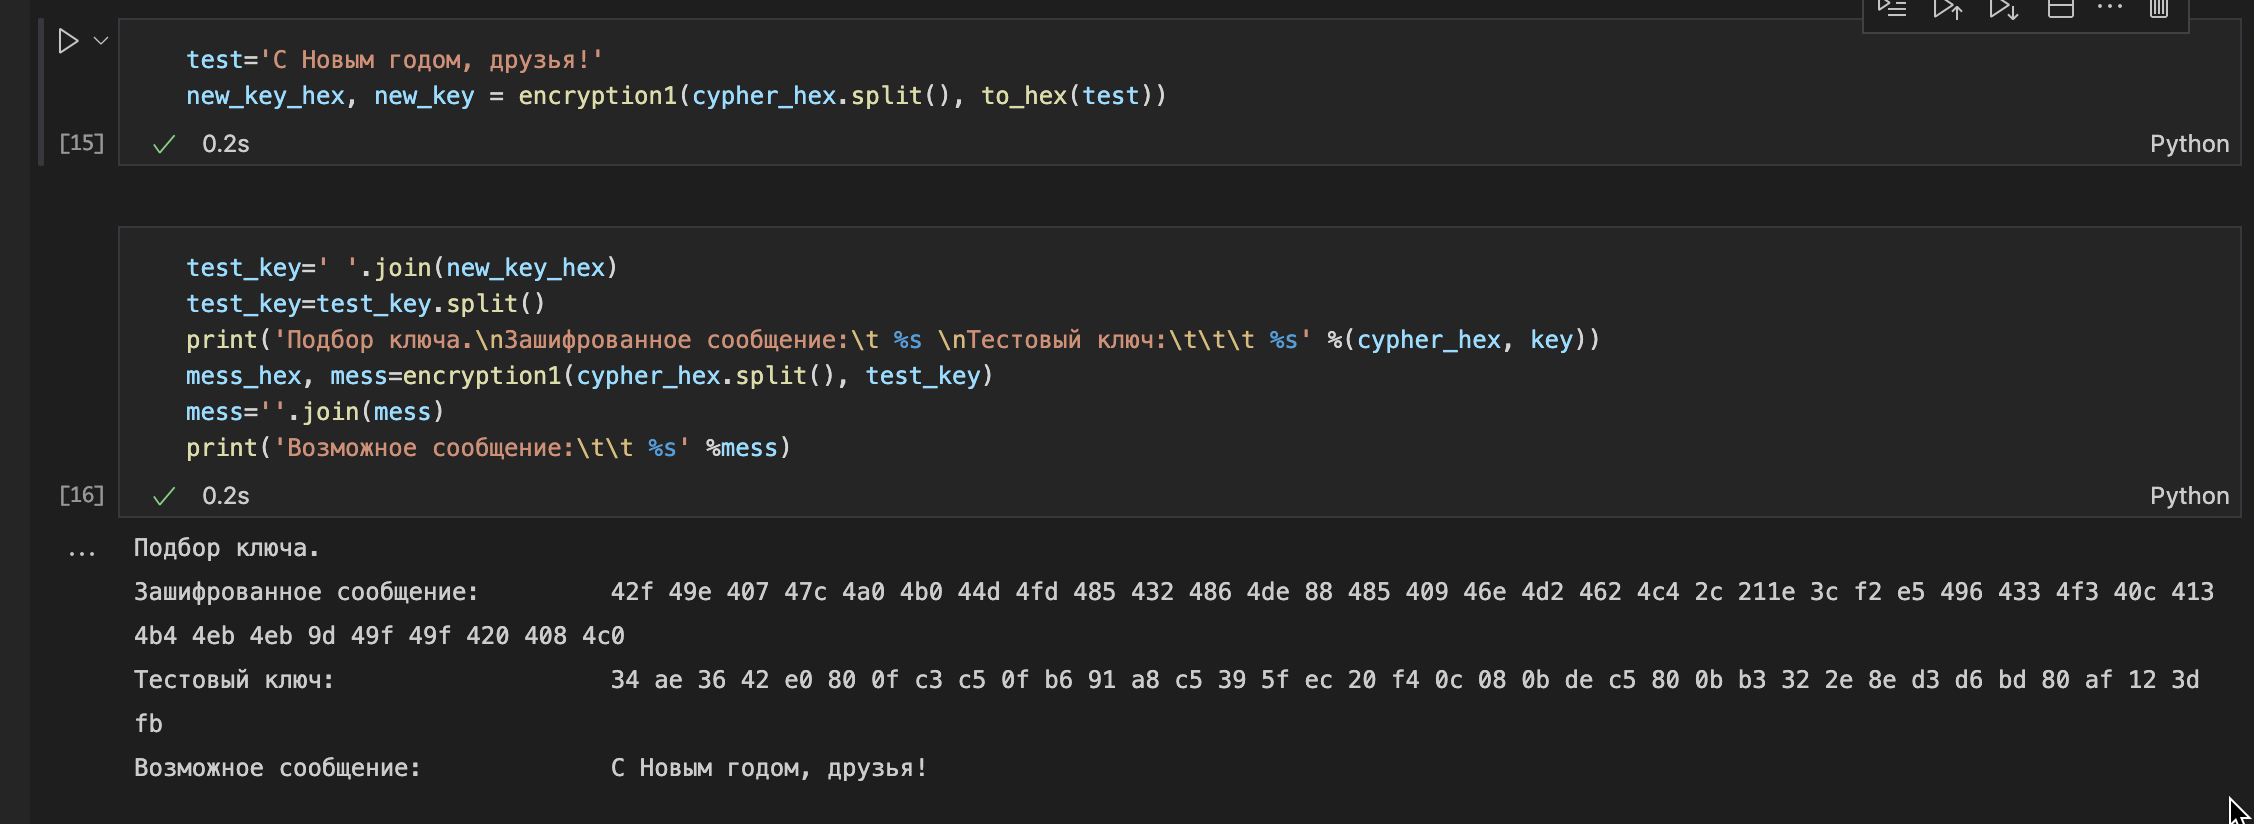 test='С Новым годом, друзья!'
new_key_hex, new_key = encryption1(cypher_hex.split(), to_hex(test))
[15]
0.2s
Python
test_key=' '.join(new_key_hex)
test_key=test_key.split()
print('Подбор ключа.\nЗашифрованное сообщение:\t %s \nТестовый ключ:\t\t\t %s' %(cypher_hex, key))
mess_hex, mess=encryption1(cypher_hex.split(), test_key)
mess=''.join(mess)
print('Возможное сообщение:\t\t %s' %mess)
[16]
0.2s
Python
... Подбор ключа.
Зашифрованное сообщение: 42f 49e 407 47c 4a0 4b0 44d 4fd 485 432 486 4de 88 485 409 46e 4d2 462 4c4 2c 211e 3c f2 e5 496 433 4f3 40c 413
4b4 4eb 4eb 9d 49f 49f 420 408 4c0
Тестовый ключ: 34 ae 36 42 e0 80 0f c3 c5 0f b6 91 a8 c5 39 5f ec 20 f4 0c 08 0b de c5 80 0b b3 32 2e 8e d3 d6 bd 80 af 12 3d
fb
Возможное сообщение: С Новым годом, друзья!